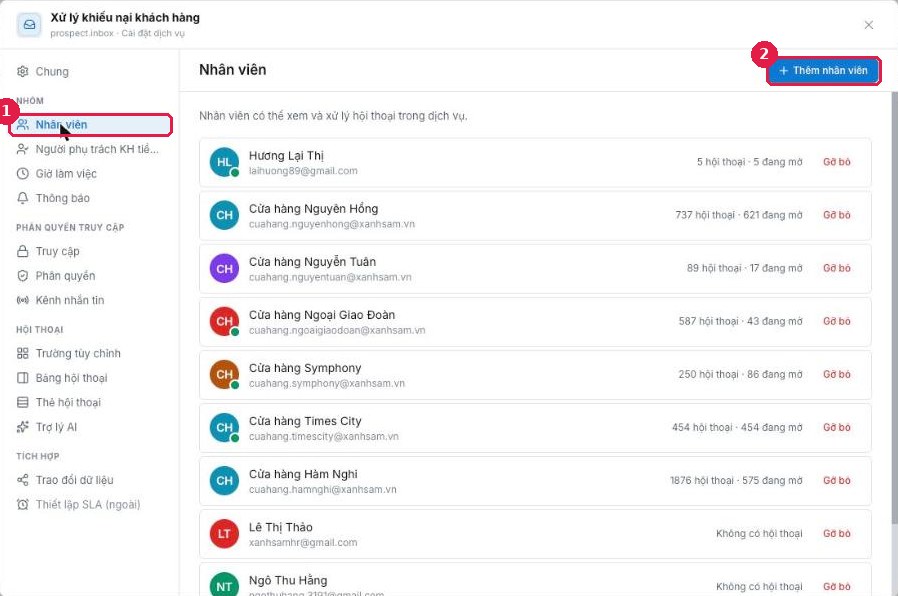 Xử lý khiếu nại khách hàng
prospect.inbox · Cài đặt dịch vụ
Chung
NHÓM
1
Nhân viên
Người phụ trách KH tiề...
Giờ làm việc
Thông báo
PHÂN QUYỀN TRUY CẬP
Truy cập
Phân quyền
Kênh nhắn tin
HỘI THOẠI
Trường tùy chỉnh
Bảng hội thoại
Thẻ hội thoại
Trợ lý AI
TÍCH HỢP
Trao đổi dữ liệu
Thiết lập SLA (ngoài)
Nhân viên
2
+ Thêm nhân viên
Nhân viên có thể xem và xử lý hội thoại trong dịch vụ.
HL Hương Lại Thị 5 hội thoại · 5 đang mở Gỡ bỏ
laihuong89@gmail.com
CH Cửa hàng Nguyên Hồng 737 hội thoại · 621 đang mở Gỡ bỏ
cuahang.nguyenhong@xanhsam.vn
CH Cửa hàng Nguyễn Tuân 89 hội thoại · 17 đang mở Gỡ bỏ
cuahang.nguyentuan@xanhsam.vn
CH Cửa hàng Ngoại Giao Đoàn 587 hội thoại · 43 đang mở Gỡ bỏ
cuahang.ngoaigiaodoan@xanhsam.vn
CH Cửa hàng Symphony 250 hội thoại · 86 đang mở Gỡ bỏ
cuahang.symphony@xanhsam.vn
CH Cửa hàng Times City 454 hội thoại · 454 đang mở Gỡ bỏ
cuahang.timescity@xanhsam.vn
CH Cửa hàng Hàm Nghi 1876 hội thoại · 575 đang mở Gỡ bỏ
cuahang.hamnghi@xanhsam.vn
LT Lê Thị Thảo Không có hội thoại Gỡ bỏ
xanhsamhr@gmail.com
NT Ngô Thu Hằng Không có hội thoại Gỡ bỏ
ngothuhang.3191@gmail.com